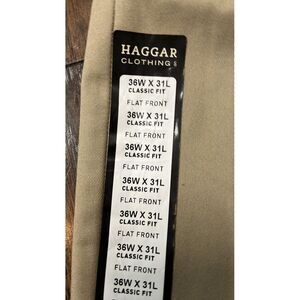 HAGGAR
CLOTHING
36W X 31L
CLASSIC FIT
FLAT FRONT
36W X 31L
CLASSIC FIT
FLAT FRONT
36W X 31L
CLASSIC FIT
FLAT FRONT
36W X 31L
CLASSIC FIT
FLAT FRONT
36W X 31L
CLASSIC FIT
FLAT FRONT
36W X 31L
CLASSIC FIT
FLAT FRONT
36W X 31L
CLASSIC FIT